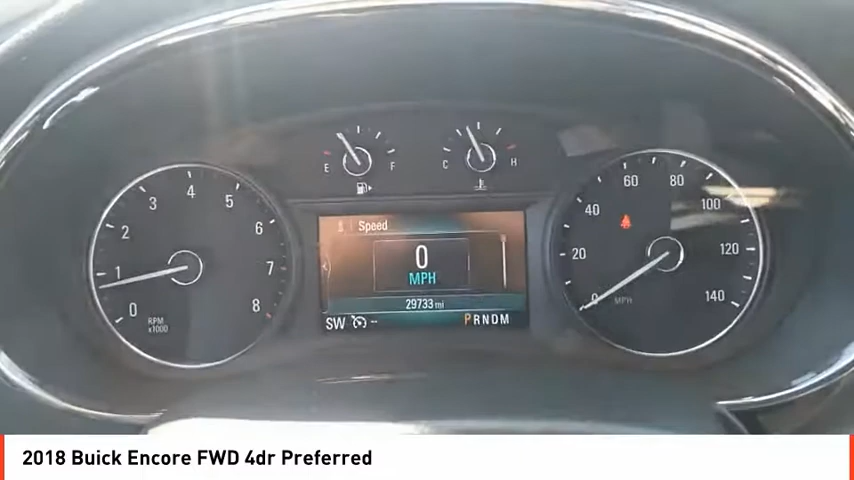 E F
C H
0 1 2 3 4 5 6 7 8
RPM
x1000
Speed
0
MPH
29733 mi
SW --
PRNDM
0 20 40 60 80 100 120 140
MPH
2018 Buick Encore FWD 4dr Preferred